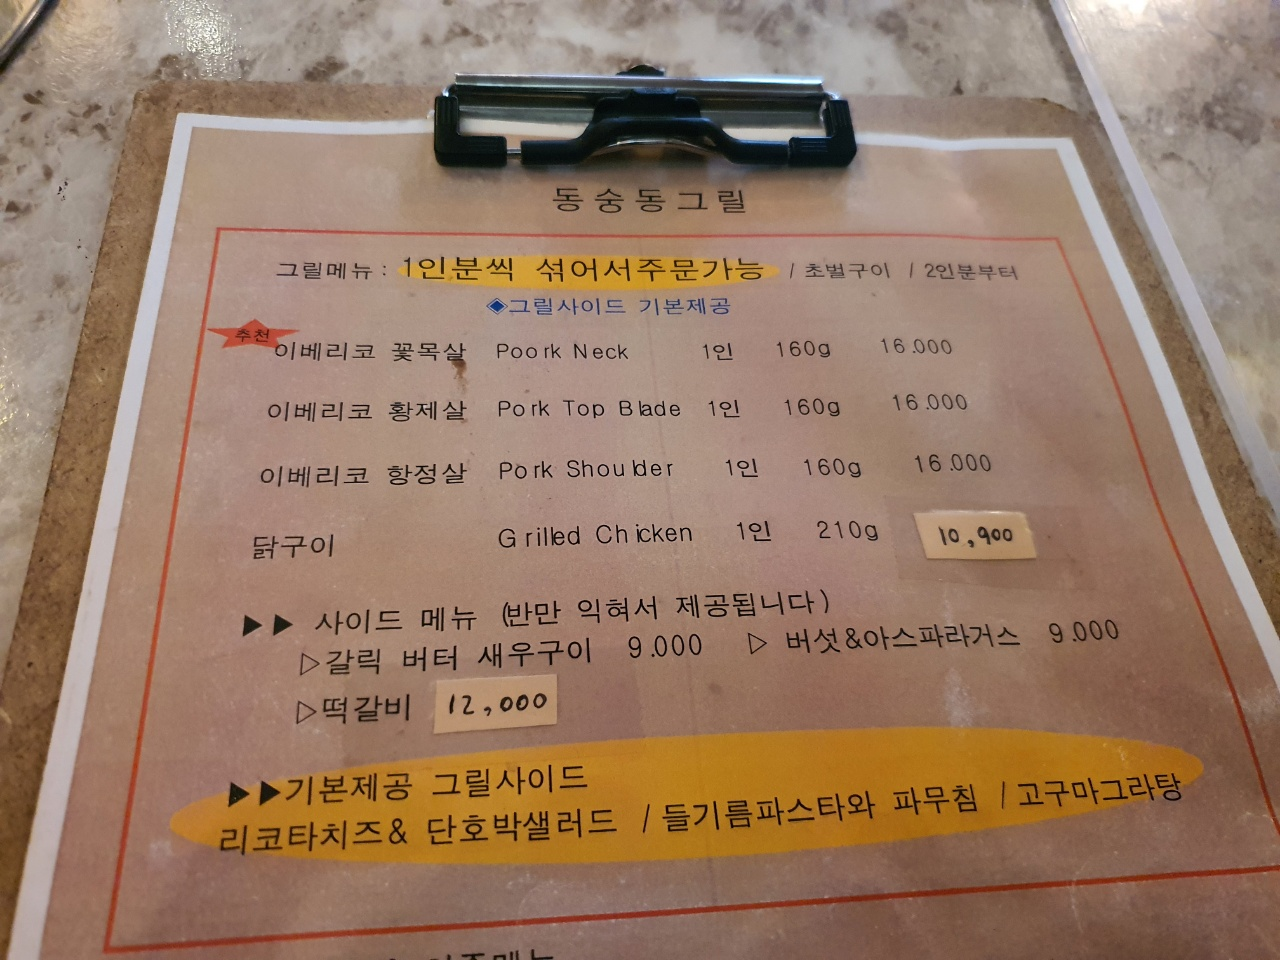 동숭동그릴
그릴메뉴 : 1인분씩 섞어서주문가능 / 초벌구이 / 2인분부터
◈그릴사이드 기본제공
추천
이베리코 꽃목살 Poork Neck 1인 160g 16.000
이베리코 황제살 Pork Top Blade 1인 160g 16.000
이베리코 항정살 Pork Shoulder 1인 160g 16.000
닭구이 Grilled Chicken 1인 210g 10,900
▶▶ 사이드 메뉴 (반만 익혀서 제공됩니다)
▷갈릭 버터 새우구이 9.000 ▷ 버섯&아스파라거스 9.000
▷떡갈비 12,000
▶▶기본제공 그릴사이드
리코타치즈& 단호박샐러드 / 들기름파스타와 파무침 / 고구마그라탕